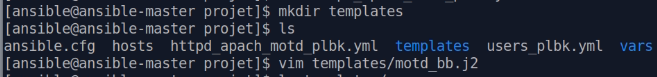 [ansible@ansible-master projet]$ mkdir templates
[ansible@ansible-master projet]$ ls
ansible.cfg hosts httpd_apach_motd_plbk.yml templates users_plbk.yml vars
[ansible@ansible-master projet]$ vim templates/motd_bb.j2